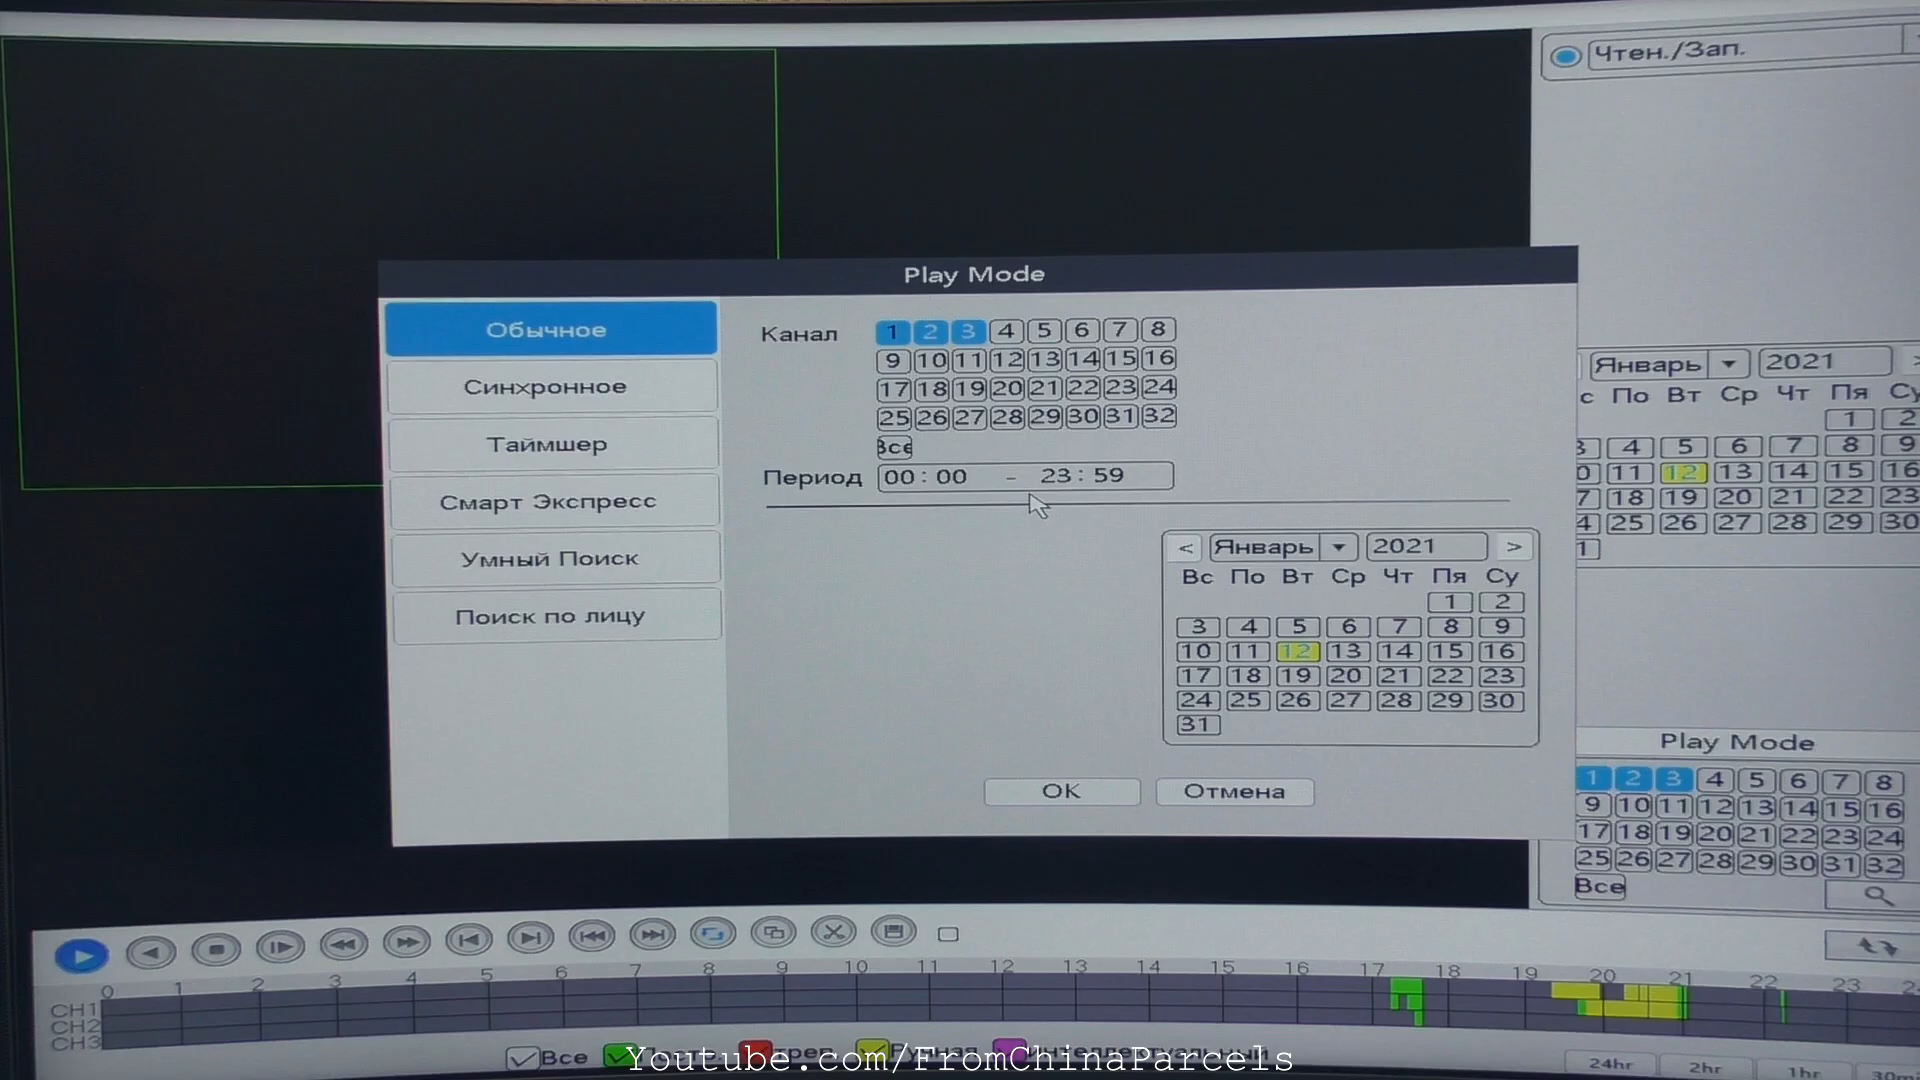 Чтен./Зап.
Play Mode
Обычное
Синхронное
Таймшер
Смарт Экспресс
Умный Поиск
Поиск по лицу
Канал
1 2 3 4 5 6 7 8
9 10 11 12 13 14 15 16
17 18 19 20 21 22 23 24
25 26 27 28 29 30 31 32
Все
Период 00:00 - 23:59
< Январь 2021 >
Вс По Вт Ср Чт Пя Су
1 2
3 4 5 6 7 8 9
10 11 12 13 14 15 16
17 18 19 20 21 22 23
24 25 26 27 28 29 30
31
OK Отмена
Январь 2021 >
с По Вт Ср Чт Пя Су
1 2
3 4 5 6 7 8 9
0 11 12 13 14 15 16
7 18 19 20 21 22 23
4 25 26 27 28 29 30
1
Play Mode
1 2 3 4 5 6 7 8
9 10 11 12 13 14 15 16
17 18 19 20 21 22 23 24
25 26 27 28 29 30 31 32
Все
0 1 2 3 4 5 6 7 8 9 10 11 12 13 14 15 16 17 18 19 20 21 22 23
CH1
CH2
CH3
Все
24hr 2hr 1hr 30m
Youtube.com/FromChinaParcels